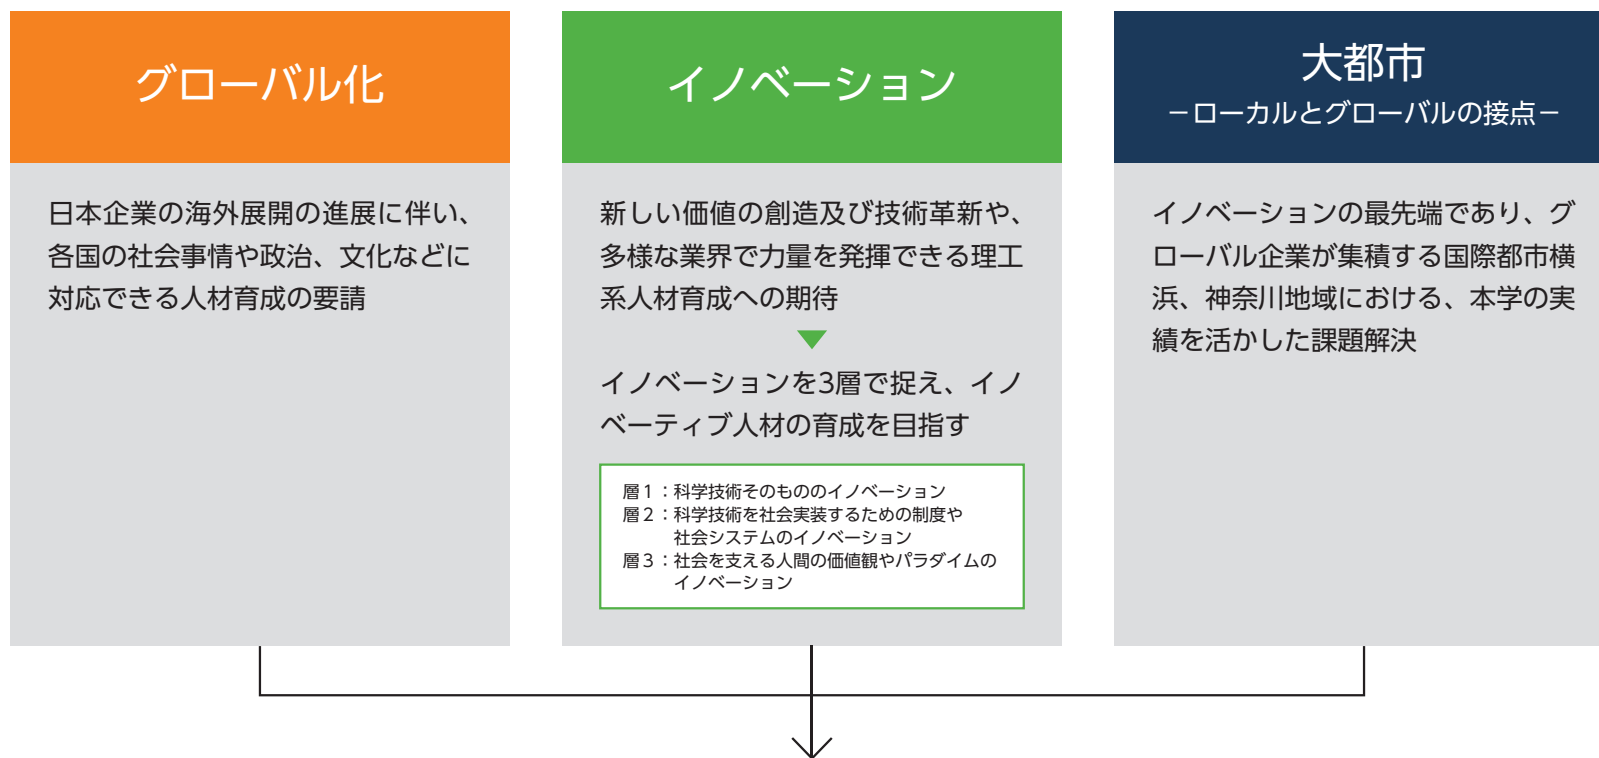 グローバル化
日本企業の海外展開の進展に伴い、
各国の社会事情や政治、文化などに
対応できる人材育成の要請
イノベーション
新しい価値の創造及び技術革新や、
多様な業界で力量を発揮できる理工
系人材育成への期待
イノベーションを3層で捉え、イノ
ベーティブ人材の育成を目指す
層1：科学技術そのもののイノベーション
層2：科学技術を社会実装するための制度や
社会システムのイノベーション
層3：社会を支える人間の価値観やパラダイムの
イノベーション
大都市
－ローカルとグローバルの接点－
イノベーションの最先端であり、グ
ローバル企業が集積する国際都市横
浜、神奈川地域における、本学の実
績を活かした課題解決